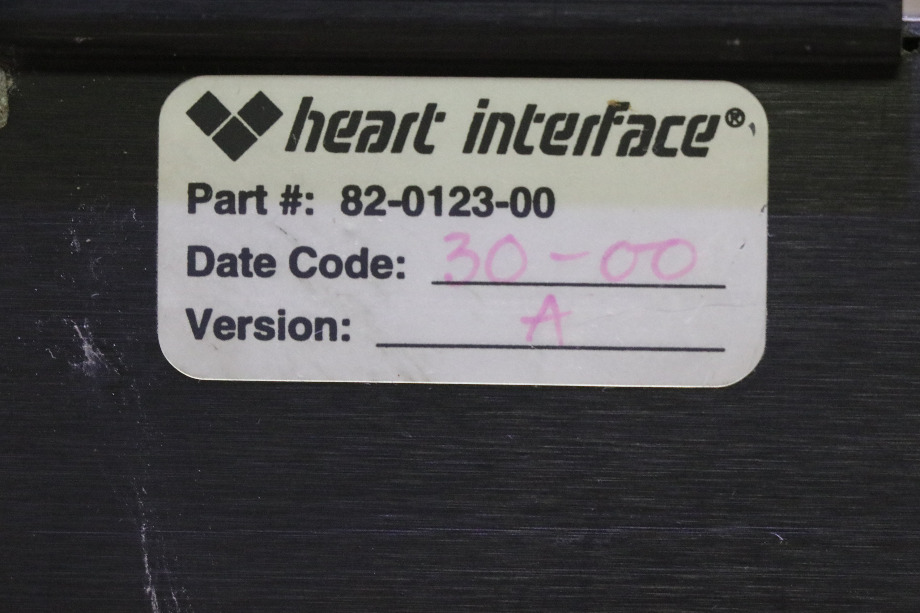 heart interface®
Part #: 82-0123-00
Date Code: 30-00
Version: A